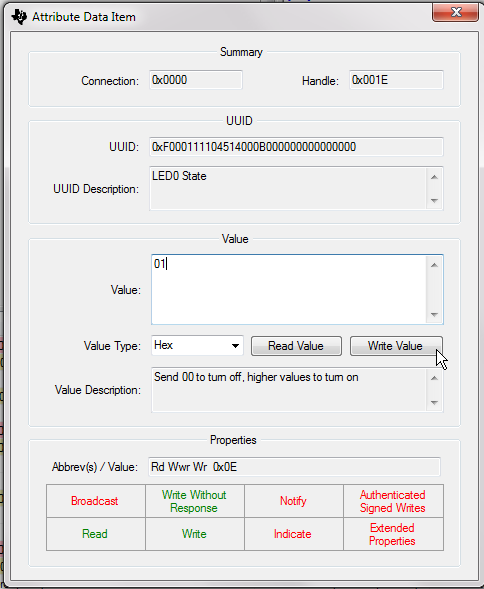 Attribute Data Item
Summary
Connection: 0x0000 Handle: 0x001E
UUID
UUID: 0xF000111104514000B000000000000000
UUID Description: LED0 State
Value
Value: 01
Value Type: Hex Read Value Write Value
Value Description: Send 00 to turn off, higher values to turn on
Properties
Abbrev(s) / Value: Rd Wwr Wr 0x0E
Broadcast
Write Without
Response
Notify
Authenticated
Signed Writes
Read
Write
Indicate
Extended
Properties